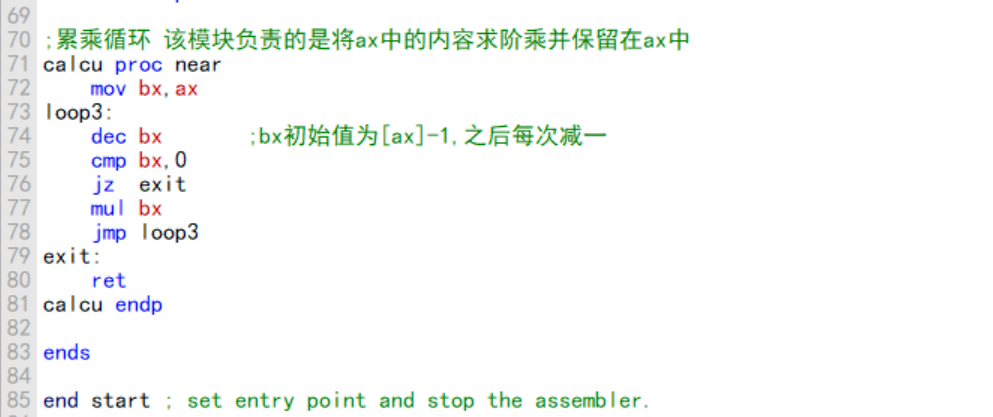 69
70 ;累乘循环 该模块负责的是将ax中的内容求阶乘并保留在ax中
71 calcu proc near
72     mov bx,ax
73 loop3:
74     dec bx       ;bx初始值为[ax]-1,之后每次减一
75     cmp bx,0
76     jz  exit
77     mul bx
78     jmp loop3
79 exit:
80     ret
81 calcu endp
82
83 ends
84
85 end start ; set entry point and stop the assembler.